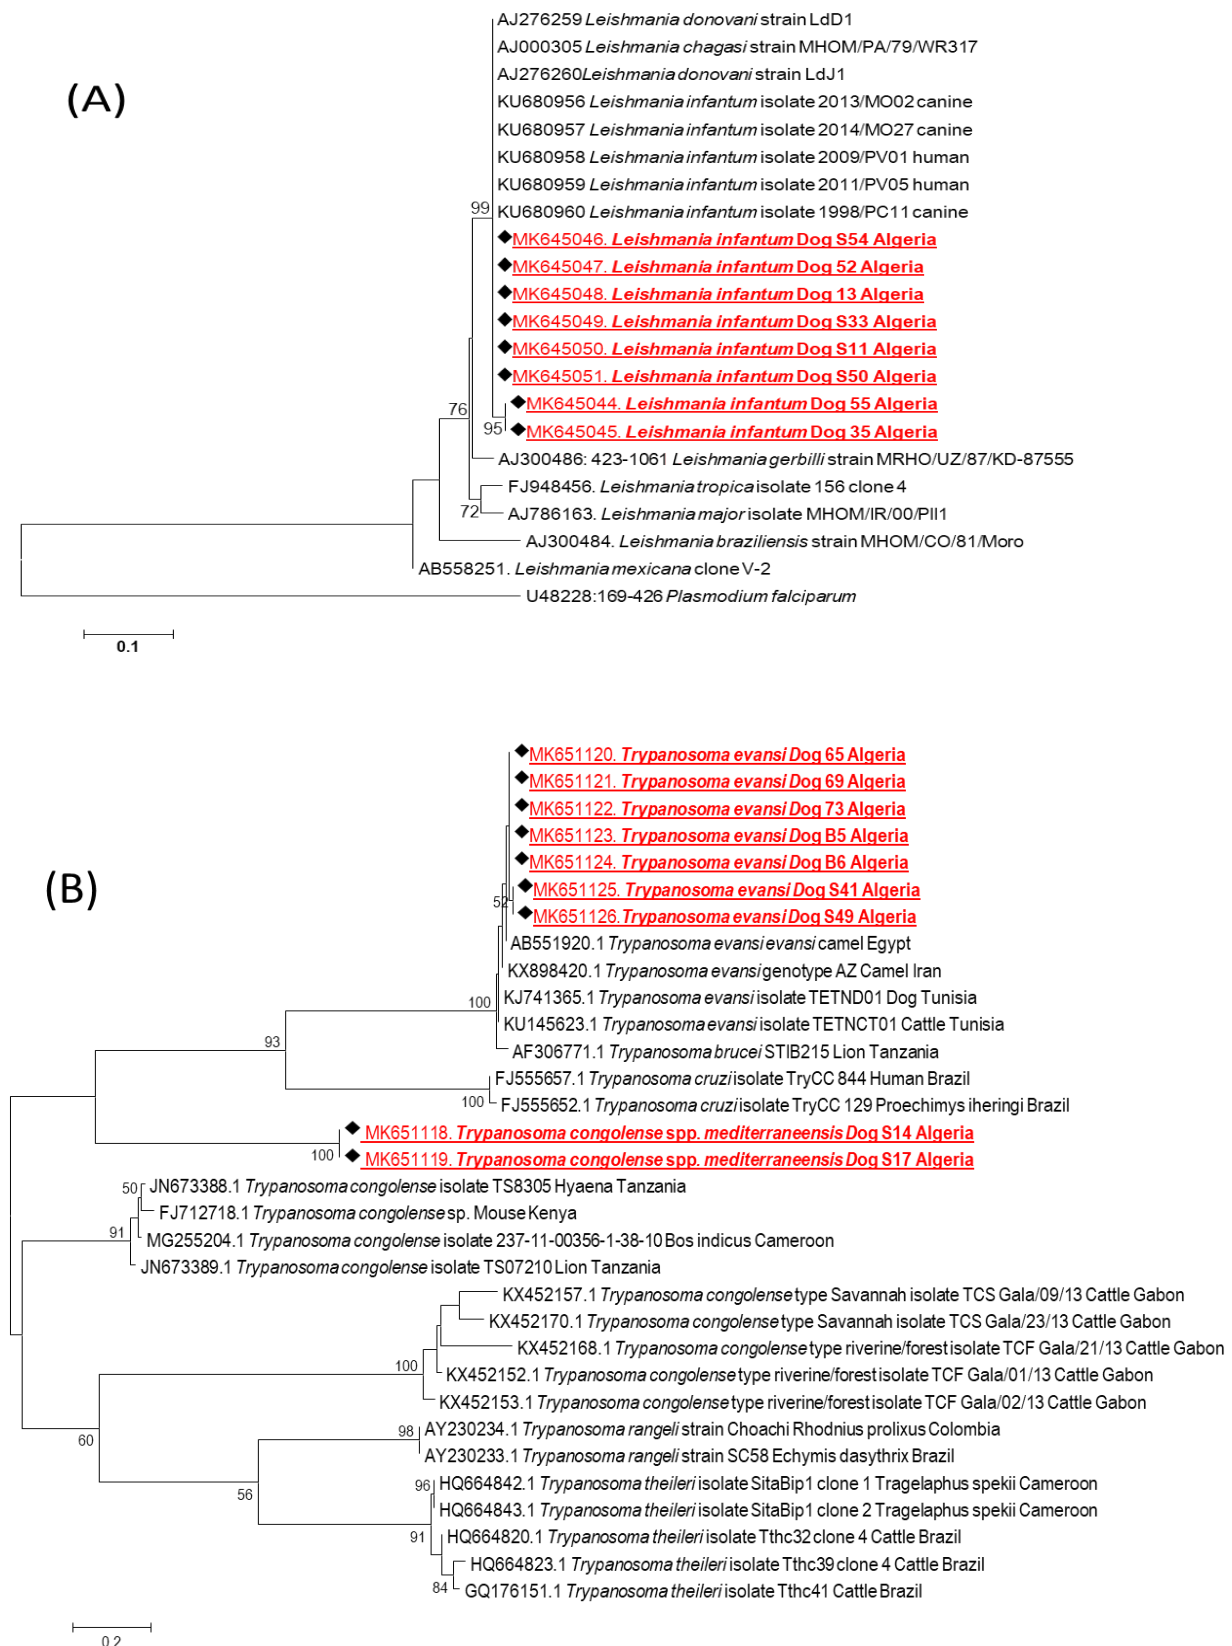 AJ276259 Leishmania donovani strain LdD1
AJ000305 Leishmania chagasi strain MHOM/PA/79/WR317
(A)
AJ276260Leishmania donovani strain LdJ1
KU680956 Leishmania infantum isolate 2013/MO02 canine
KU680957 Leishmania infantum isolate 2014/MO27 canine
KU680958 Leishmania infantum isolate 2009/PV01 human
KU680959 Leishmania infantum isolate 2011/PV05 human
99
KU680960 Leishmania infantum isolate 1998/PC11 canine
MK645046. Leishmania infantum Dog S54 Algeria
MK645047. Leishmania infantum Dog 52 Algeria
MK645048. Leishmania infantum Dog 13 Algeria
MK645049. Leishmania infantum Dog S33 Algeria
MK645050. Leishmania infantum Dog S11 Algeria
MK645051. Leishmania infantum Dog S50 Algeria
76
MK645044. Leishmania infantum Dog 55 Algeria
95
MK645045. Leishmania infantum Dog 35 Algeria
AJ300486: 423-1061 Leishmania gerbilli strain MRHO/UZ/87/KD-87555
FJ948456. Leishmania tropica isolate 156 clone 4
72
AJ786163. Leishmania major isolate MHOM/IR/00/PII1
AJ300484. Leishmania braziliensis strain MHOM/CO/81/Moro
AB558251. Leishmania mexicana clone V-2
U48228:169-426 Plasmodium falciparum
0.1
MK651120. Trypanosoma evansi Dog 65 Algeria
MK651121. Trypanosoma evansi Dog 69 Algeria
MK651122. Trypanosoma evansi Dog 73 Algeria
MK651123. Trypanosoma evansi Dog B5 Algeria
MK651124. Trypanosoma evansi Dog B6 Algeria
(B)
MK651125. Trypanosoma evansi Dog S41 Algeria
52
MK651126. Trypanosoma evansi Dog S49 Algeria
AB551920.1 Trypanosoma evansi evansi camel Egypt
KX898420.1 Trypanosoma evansi genotype AZ Camel Iran
KJ741365.1 Trypanosoma evansi isolate TETND01 Dog Tunisia
100
KU145623.1 Trypanosoma evansi isolate TETNCT01 Cattle Tunisia
93
AF306771.1 Trypanosoma brucei STIB215 Lion Tanzania
FJ555657.1 Trypanosoma cruzi isolate TryCC 844 Human Brazil
100
FJ555652.1 Trypanosoma cruzi isolate TryCC 129 Proechimys iheringi Brazil
MK651118. Trypanosoma congolense spp. mediterraneensis Dog S14 Algeria
100
MK651119. Trypanosoma congolense spp. mediterraneensis Dog S17 Algeria
50
JN673388.1 Trypanosoma congolense isolate TS8305 Hyaena Tanzania
FJ712718.1 Trypanosoma congolense sp. Mouse Kenya
91
MG255204.1 Trypanosoma congolense isolate 237-11-00356-1-38-10 Bos indicus Cameroon
JN673389.1 Trypanosoma congolense isolate TS07210 Lion Tanzania
KX452157.1 Trypanosoma congolense type Savannah isolate TCS Gala/09/13 Cattle Gabon
KX452170.1 Trypanosoma congolense type Savannah isolate TCS Gala/23/13 Cattle Gabon
KX452168.1 Trypanosoma congolense type riverine/forest isolate TCF Gala/21/13 Cattle Gabon
100
KX452152.1 Trypanosoma congolense type riverine/forest isolate TCF Gala/01/13 Cattle Gabon
KX452153.1 Trypanosoma congolense type riverine/forest isolate TCF Gala/02/13 Cattle Gabon
60
98
AY230234.1 Trypanosoma rangeli strain Choachi Rhodnius prolixus Colombia
AY230233.1 Trypanosoma rangeli strain SC58 Echymis dasythrix Brazil
56
96
HQ664842.1 Trypanosoma theileri isolate SitaBip1 clone 1 Tragelaphus spekii Cameroon
HQ664843.1 Trypanosoma theileri isolate SitaBip1 clone 2 Tragelaphus spekii Cameroon
91
HQ664820.1 Trypanosoma theileri isolate Tthc32 clone 4 Cattle Brazil
HQ664823.1 Trypanosoma theileri isolate Tthc39 clone 4 Cattle Brazil
84
GQ176151.1 Trypanosoma theileri isolate Tthc41 Cattle Brazil
0.2